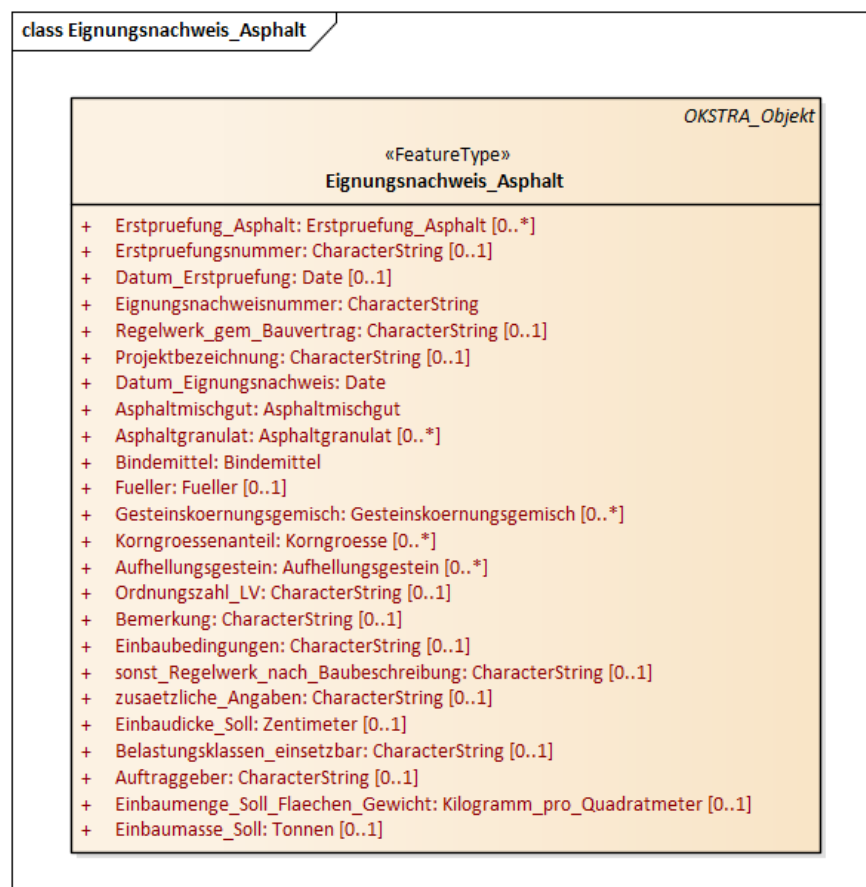 class Eignungsnachweis_Asphalt
OKSTRA_Objekt
«FeatureType»
Eignungsnachweis_Asphalt
+ Erstpruefung_Asphalt: Erstpruefung_Asphalt [0..*]
+ Erstpruefungsnummer: CharacterString [0..1]
+ Datum_Erstpruefung: Date [0..1]
+ Eignungsnachweisnummer: CharacterString
+ Regelwerk_gem_Bauvertrag: CharacterString [0..1]
+ Projektbezeichnung: CharacterString [0..1]
+ Datum_Eignungsnachweis: Date
+ Asphaltmischgut: Asphaltmischgut
+ Asphaltgranulat: Asphaltgranulat [0..*]
+ Bindemittel: Bindemittel
+ Fueller: Fueller [0..1]
+ Gesteinskoernungsgemisch: Gesteinskoernungsgemisch [0..*]
+ Korngroessenanteil: Korngroesse [0..*]
+ Aufhellungsgestein: Aufhellungsgestein [0..*]
+ Ordnungszahl_LV: CharacterString [0..1]
+ Bemerkung: CharacterString [0..1]
+ Einbaubedingungen: CharacterString [0..1]
+ sonst_Regelwerk_nach_Baubeschreibung: CharacterString [0..1]
+ zusaetzliche_Angaben: CharacterString [0..1]
+ Einbaudicke_Soll: Zentimeter [0..1]
+ Belastungsklassen_einsetzbar: CharacterString [0..1]
+ Auftraggeber: CharacterString [0..1]
+ Einbaumenge_Soll_Flaechen_Gewicht: Kilogramm_pro_Quadratmeter [0..1]
+ Einbaumasse_Soll: Tonnen [0..1]